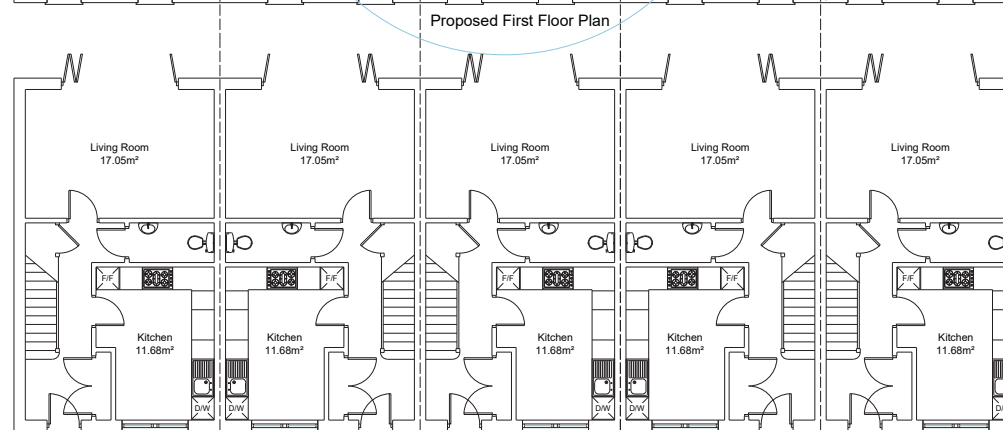 Proposed First Floor Plan
Living Room
17.05m²
Living Room
17.05m²
Living Room
17.05m²
Living Room
17.05m²
Living Room
17.05m²
F/F
F/F
F/F
F/F
F/F
Kitchen
11.68m²
Kitchen
11.68m²
Kitchen
11.68m²
Kitchen
11.68m²
Kitchen
11.68m²
D/W
D/W
D/W
D/W
D/W